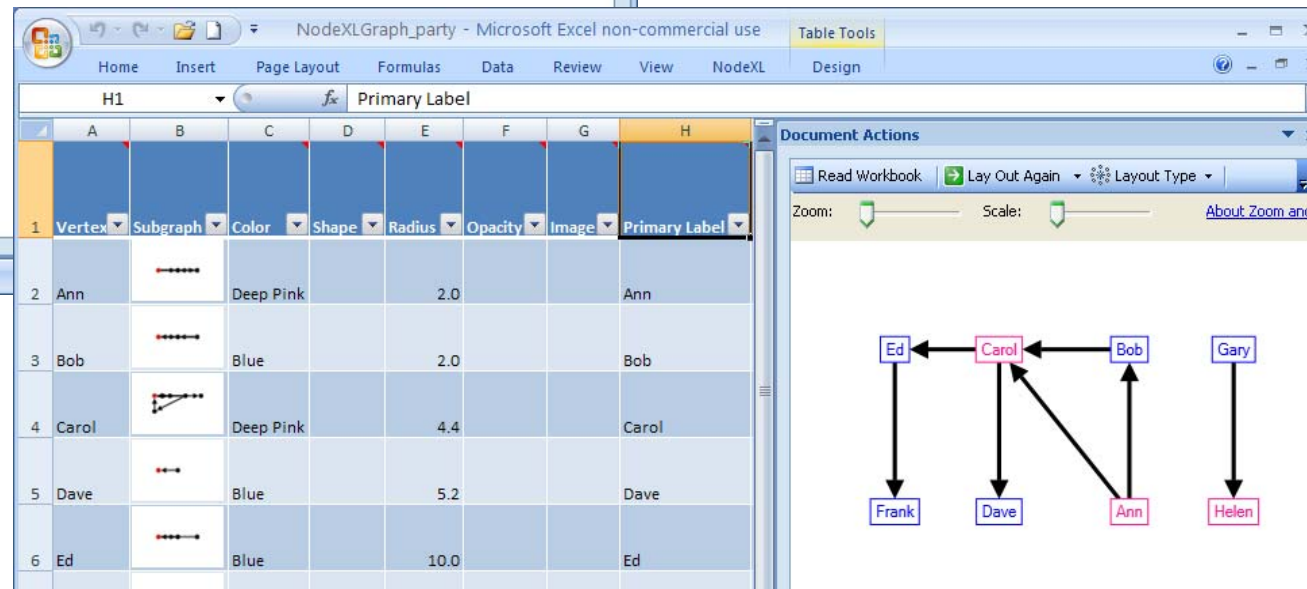 NodeXLGraph_party - Microsoft Excel non-commercial use Table Tools
Home Insert Page Layout Formulas Data Review View NodeXL Design
H1 fx Primary Label
A B C D E F G H
Document Actions
Read Workbook Lay Out Again Layout Type
Zoom: Scale: About Zoom and
1 Vertex Subgraph Color Shape Radius Opacity Image Primary Label
2 Ann Deep Pink 2.0 Ann
3 Bob Blue 2.0 Bob
4 Carol Deep Pink 4.4 Carol
5 Dave Blue 5.2 Dave
6 Ed Blue 10.0 Ed
Ed Carol Bob Gary
Frank Dave Ann Helen